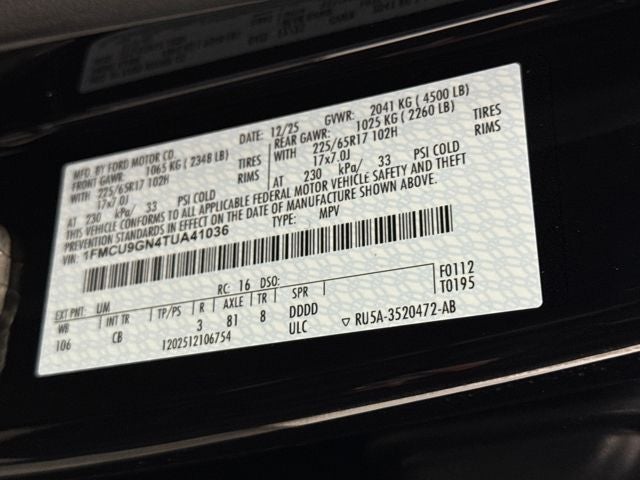 MFD. BY FORD MOTOR CO.
DATE: 12/25 GVWR: 2041 KG ( 4500 LB)
FRONT GAWR: 1065 KG ( 2348 LB) REAR GAWR: 1025 KG ( 2260 LB)
WITH 225/65R17 102H TIRES WITH 225/65R17 102H TIRES
17x7.0J RIMS 17x7.0J RIMS
AT 230 kPa/ 33 PSI COLD AT 230 kPa/ 33 PSI COLD
THIS VEHICLE CONFORMS TO ALL APPLICABLE FEDERAL MOTOR VEHICLE SAFETY AND THEFT
PREVENTION STANDARDS IN EFFECT ON THE DATE OF MANUFACTURE SHOWN ABOVE.
VIN: 1FMCU9GN4TUA41036 TYPE: MPV
F0112
T0195
EXT PNT: UM RC: 16 DSO:
WB INT TR TP/PS R AXLE TR SPR
106 CB 3 81 8 DDDD
1202512106754 ULC ▽ RU5A-3520472-AB